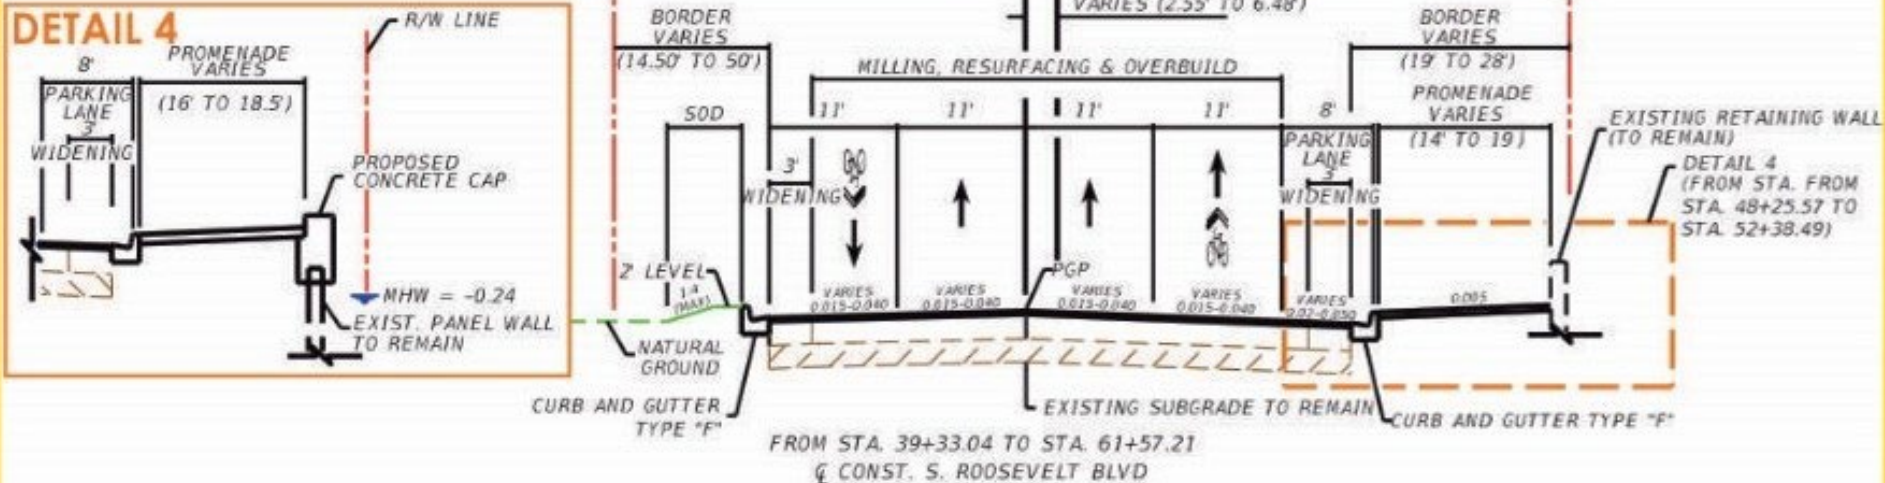 DETAIL 4
R/W LINE
8'
PROMENADE
VARIES
(16' TO 18.5')
PARKING
LANE
3'
WIDENING
PROPOSED
CONCRETE CAP
MHW = -0.24
EXIST. PANEL WALL
TO REMAIN
VARIES (2.55' TO 6.48')
BORDER
VARIES
(14.50' TO 50')
MILLING, RESURFACING & OVERBUILD
BORDER
VARIES
(19' TO 28')
SOD
11'
11'
11'
11'
8'
PARKING
LANE
3'
WIDENING
3'
WIDENING
PROMENADE
VARIES
(14' TO 19')
EXISTING RETAINING WALL
(TO REMAIN)
DETAIL 4
(FROM STA. FROM
STA. 48+25.57 TO
STA. 52+38.49)
2' LEVEL
1:4
(MAX)
PGP
VARIES
0.015-0.040
VARIES
0.015-0.040
VARIES
0.015-0.040
VARIES
0.015-0.040
VARIES
0.02-0.050
0.005
NATURAL
GROUND
CURB AND GUTTER
TYPE "F"
EXISTING SUBGRADE TO REMAIN
CURB AND GUTTER TYPE "F"
FROM STA. 39+33.04 TO STA. 61+57.21
℄ CONST. S. ROOSEVELT BLVD